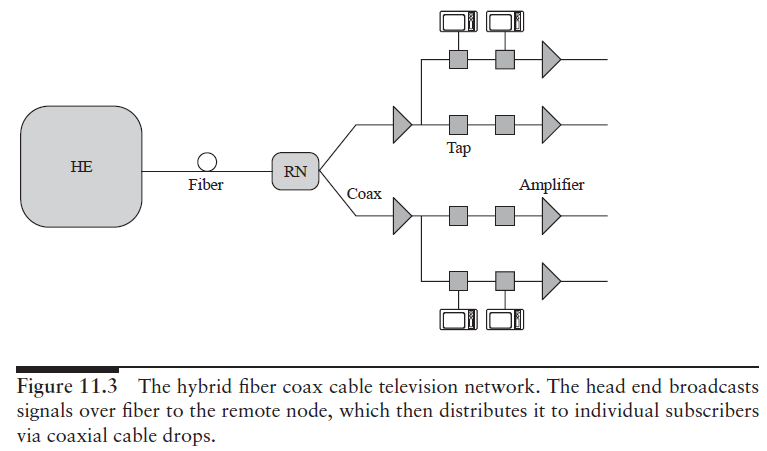 HE
Fiber
RN
Coax
Tap
Amplifier
Figure 11.3 The hybrid fiber coax cable television network. The head end broadcasts
signals over fiber to the remote node, which then distributes it to individual subscribers
via coaxial cable drops.